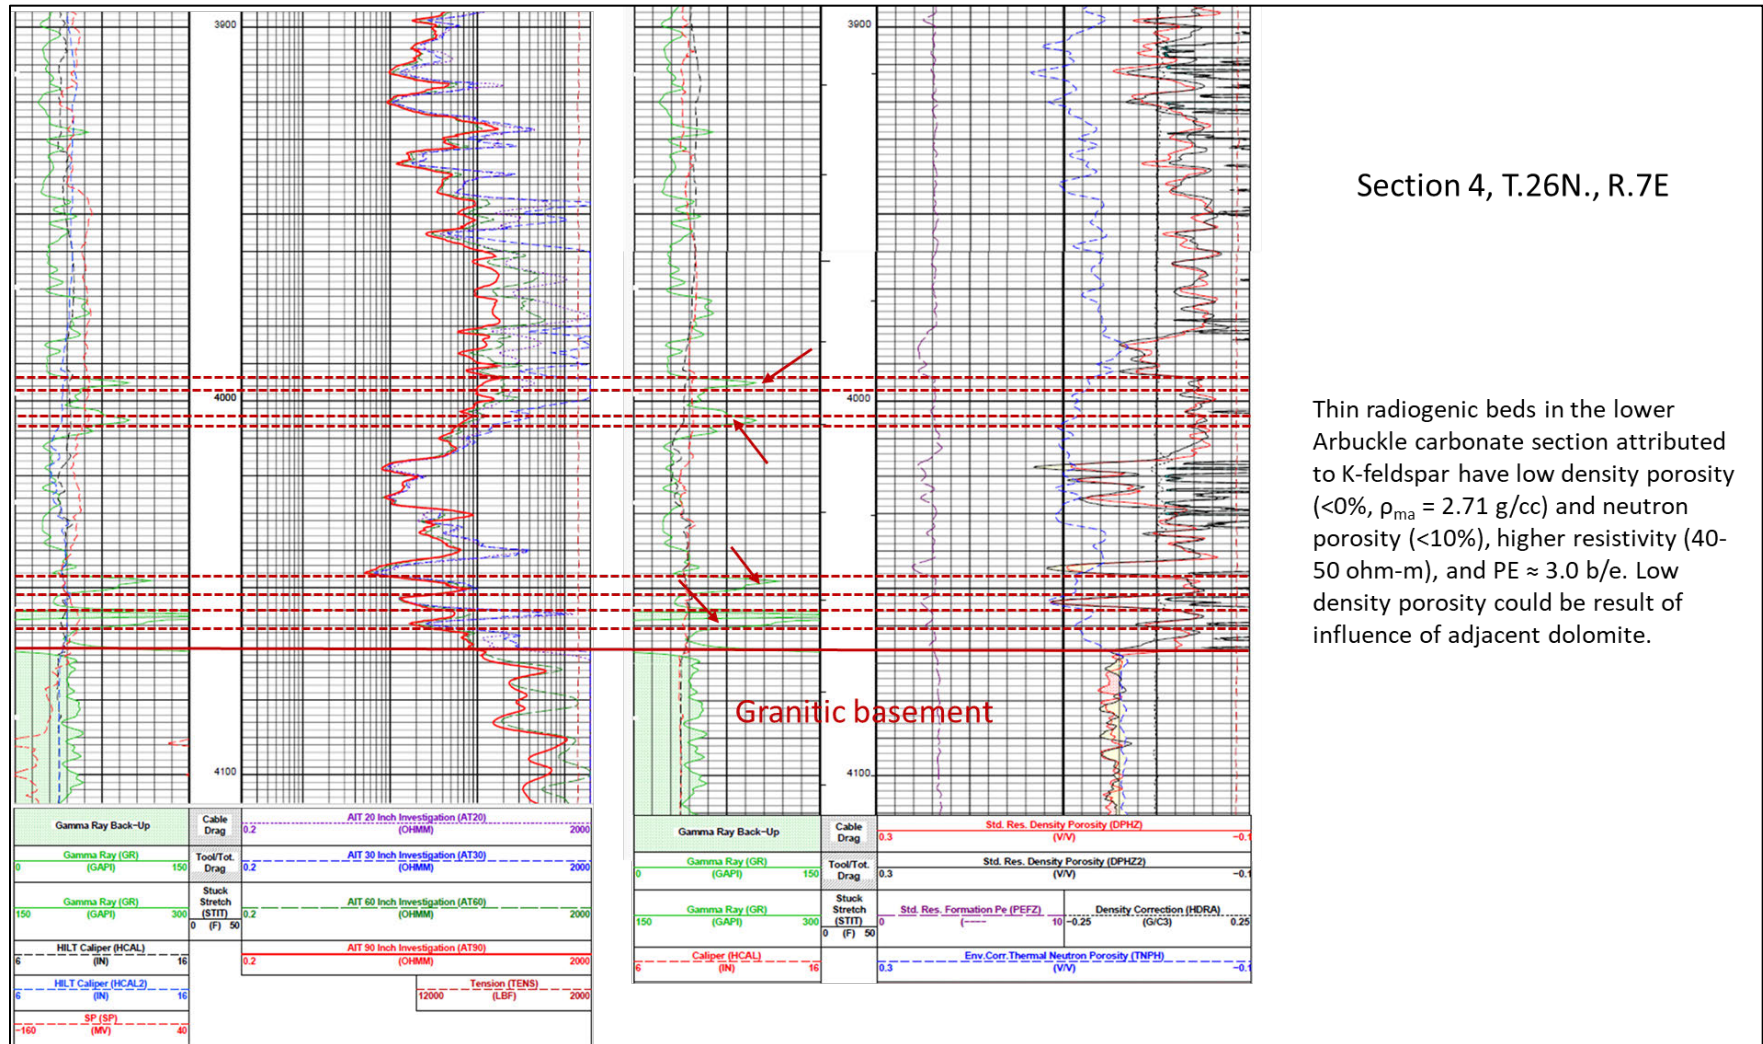 3900
3900
Section 4, T.26N., R.7E
4000
4000
Thin radiogenic beds in the lower
Arbuckle carbonate section attributed
to K-feldspar have low density porosity
(<0%, ρma = 2.71 g/cc) and neutron
porosity (<10%), higher resistivity (40-
50 ohm-m), and PE ≈ 3.0 b/e. Low
density porosity could be result of
influence of adjacent dolomite.
Granitic basement
4100
4100
Gamma Ray Back-Up
Cable
Drag
AIT 20 Inch Investigation (AT20)
0.2 (OHMM) 2000
Gamma Ray (GR)
0 (GAPI) 150
Tool/Tot.
Drag
AIT 30 Inch Investigation (AT30)
0.2 (OHMM) 2000
Gamma Ray (GR)
150 (GAPI) 300
Stuck
Stretch
(STIT)
0 (F) 50
AIT 60 Inch Investigation (AT60)
0.2 (OHMM) 2000
HILT Caliper (HCAL)
6 (IN) 16
AIT 90 Inch Investigation (AT90)
0.2 (OHMM) 2000
HILT Caliper (HCAL2)
6 (IN) 16
Tension (TENS)
12000 (LBF) 2000
SP (SP)
-160 (MV) 40
Gamma Ray Back-Up
Cable
Drag
Std. Res. Density Porosity (DPHZ)
0.3 (V/V) -0.1
Gamma Ray (GR)
0 (GAPI) 150
Tool/Tot.
Drag
Std. Res. Density Porosity (DPHZ2)
0.3 (V/V) -0.1
Gamma Ray (GR)
150 (GAPI) 300
Stuck
Stretch
(STIT)
0 (F) 50
Std. Res. Formation Pe (PEFZ)
0 (----) 10
Density Correction (HDRA)
-0.25 (G/C3) 0.25
Caliper (HCAL)
6 (IN) 16
Env.Corr.Thermal Neutron Porosity (TNPH)
0.3 (V/V) -0.1